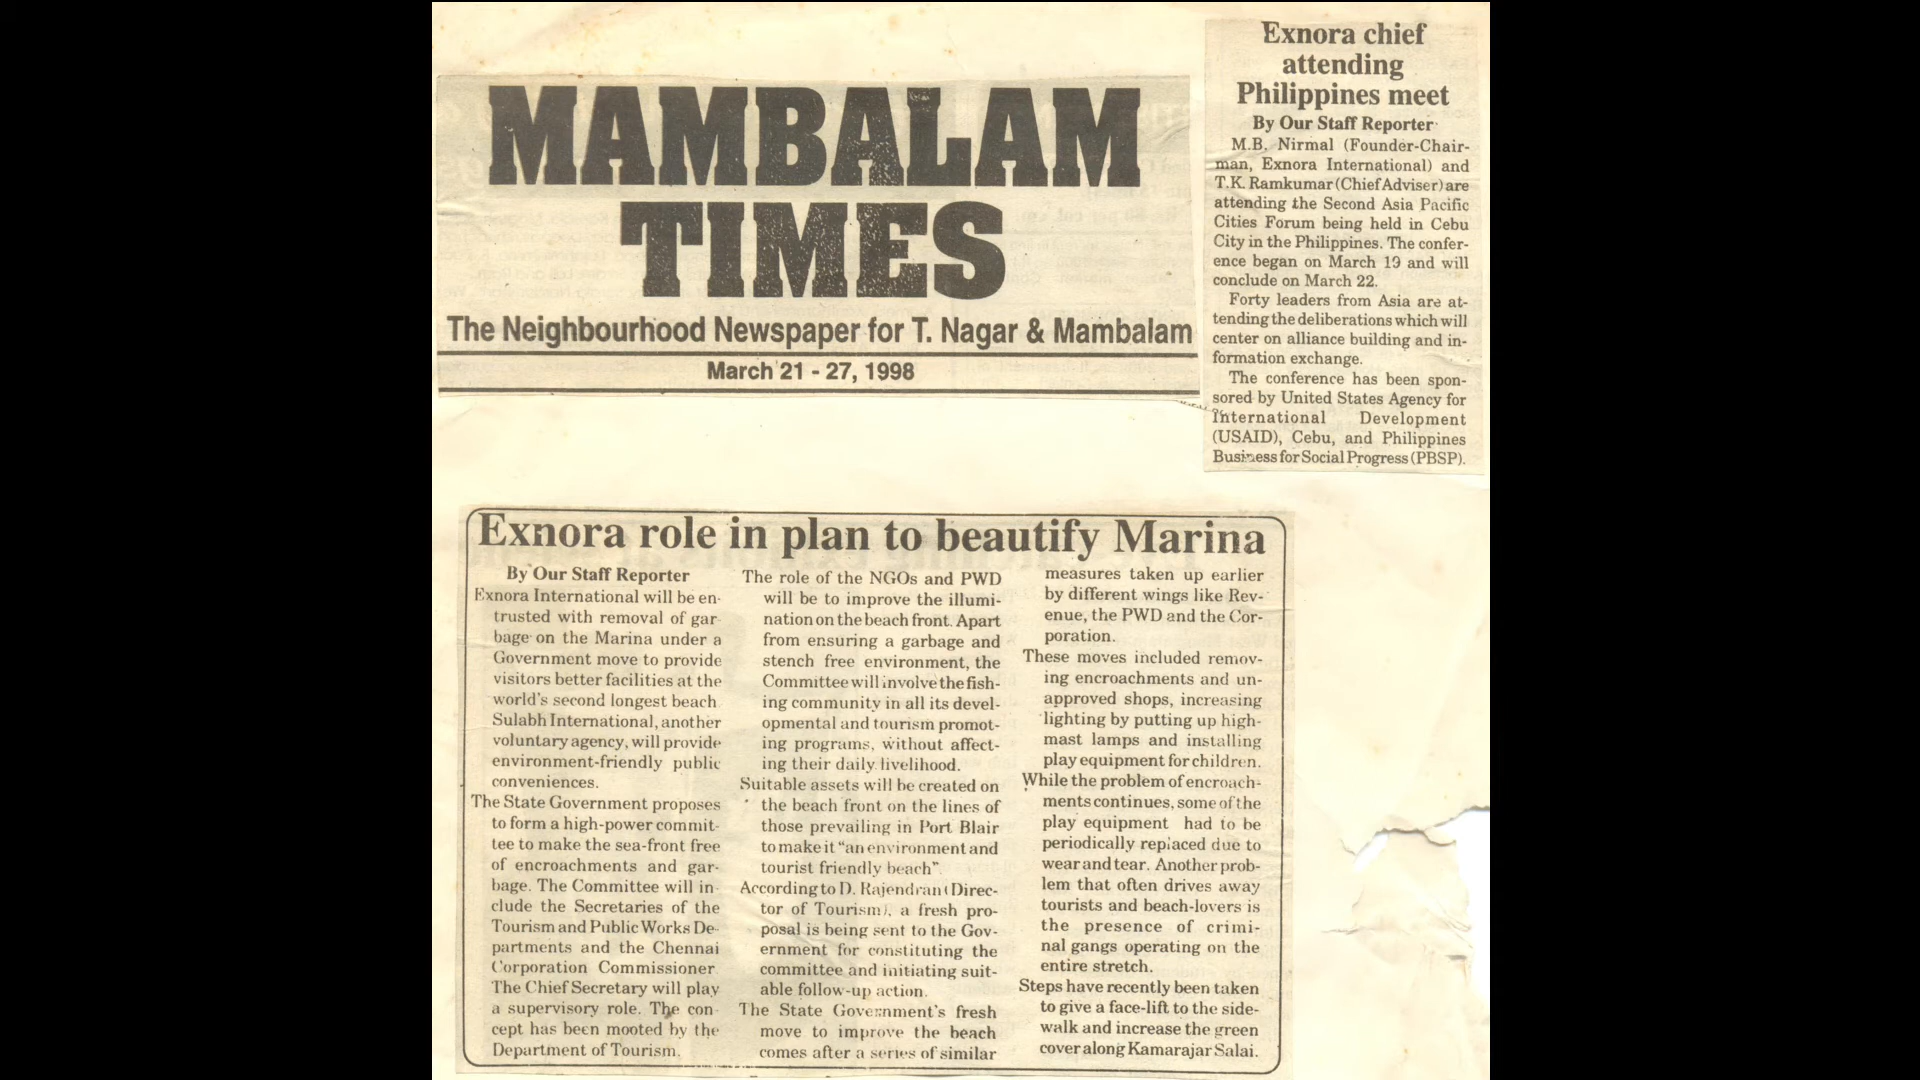 MAMBALAM
TIMES
The Neighbourhood Newspaper for T. Nagar & Mambalam
March 21 - 27, 1998
Exnora chief
attending
Philippines meet
By Our Staff Reporter
M.B. Nirmal (Founder-Chair-
man, Exnora International) and
T.K. Ramkumar (Chief Adviser) are
attending the Second Asia Pacific
Cities Forum being held in Cebu
City in the Philippines. The confer-
ence began on March 19 and will
conclude on March 22.
Forty leaders from Asia are at-
tending the deliberations which will
center on alliance building and in-
formation exchange.
The conference has been spon-
sored by United States Agency for
International Development
(USAID), Cebu, and Philippines
Business for Social Progress (PBSP).
Exnora role in plan to beautify Marina
By Our Staff Reporter
Exnora International will be en-
trusted with removal of gar-
bage on the Marina under a
Government move to provide
visitors better facilities at the
world's second longest beach
Sulabh International, another
voluntary agency, will provide
environment-friendly public
conveniences.
The State Government proposes
to form a high-power commit-
tee to make the sea-front free
of encroachments and gar-
bage. The Committee will in-
clude the Secretaries of the
Tourism and Public Works De-
partments and the Chennai
Corporation Commissioner
The Chief Secretary will play
a supervisory role. The con-
cept has been mooted by the
Department of Tourism.
The role of the NGOs and PWD
will be to improve the illumi-
nation on the beach front. Apart
from ensuring a garbage and
stench free environment, the
Committee will involve the fish-
ing community in all its devel-
opmental and tourism promot-
ing programs, without affect-
ing their daily livelihood.
Suitable assets will be created on
the beach front on the lines of
those prevailing in Port Blair
to make it "an environment and
tourist friendly beach".
According to D. Rajendran (Direc-
tor of Tourism), a fresh pro-
posal is being sent to the Gov-
ernment for constituting the
committee and initiating suit-
able follow-up action.
The State Government's fresh
move to improve the beach
comes after a series of similar
measures taken up earlier
by different wings like Rev-
enue, the PWD and the Cor-
poration.
These moves included remov-
ing encroachments and un-
approved shops, increasing
lighting by putting up high-
mast lamps and installing
play equipment for children.
While the problem of encroach-
ments continues, some of the
play equipment had to be
periodically replaced due to
wear and tear. Another prob-
lem that often drives away
tourists and beach-lovers is
the presence of crimi-
nal gangs operating on the
entire stretch.
Steps have recently been taken
to give a face-lift to the side-
walk and increase the green
cover along Kamarajar Salai.